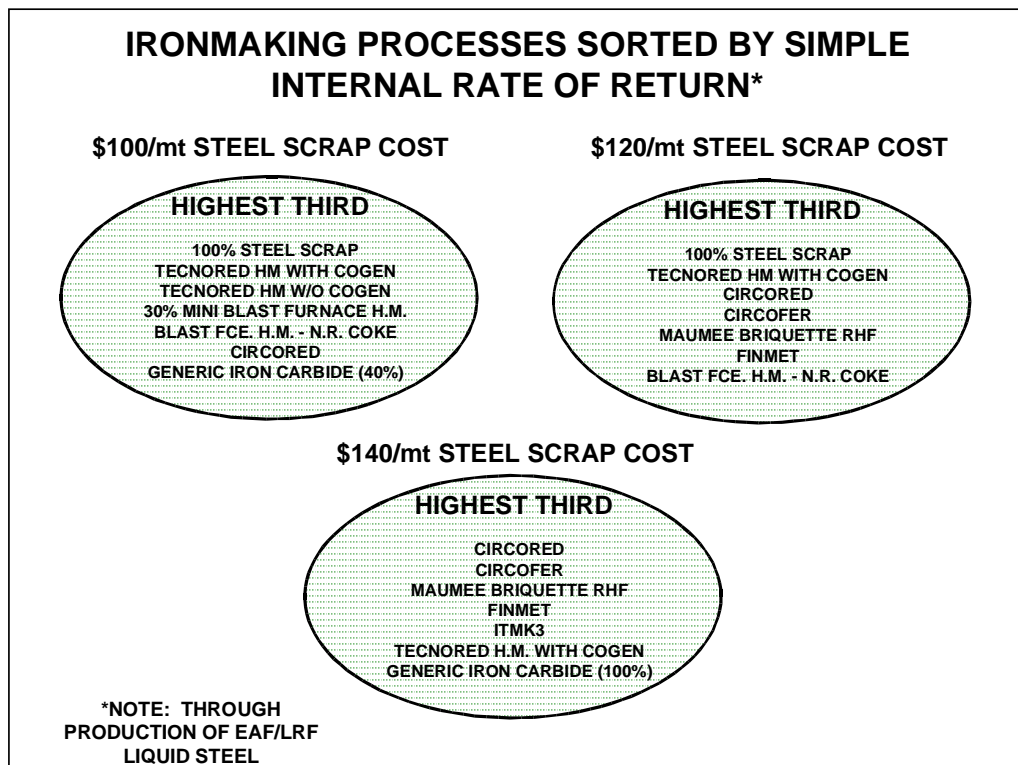 IRONMAKING PROCESSES SORTED BY SIMPLE
INTERNAL RATE OF RETURN*
$100/mt STEEL SCRAP COST
HIGHEST THIRD
100% STEEL SCRAP
TECNORED HM WITH COGEN
TECNORED HM W/O COGEN
30% MINI BLAST FURNACE H.M.
BLAST FCE. H.M. - N.R. COKE
CIRCORED
GENERIC IRON CARBIDE (40%)
$120/mt STEEL SCRAP COST
HIGHEST THIRD
100% STEEL SCRAP
TECNORED HM WITH COGEN
CIRCORED
CIRCOFER
MAUMEE BRIQUETTE RHF
FINMET
BLAST FCE. H.M. - N.R. COKE
$140/mt STEEL SCRAP COST
HIGHEST THIRD
CIRCORED
CIRCOFER
MAUMEE BRIQUETTE RHF
FINMET
ITMK3
TECNORED H.M. WITH COGEN
GENERIC IRON CARBIDE (100%)
*NOTE: THROUGH
PRODUCTION OF EAF/LRF
LIQUID STEEL